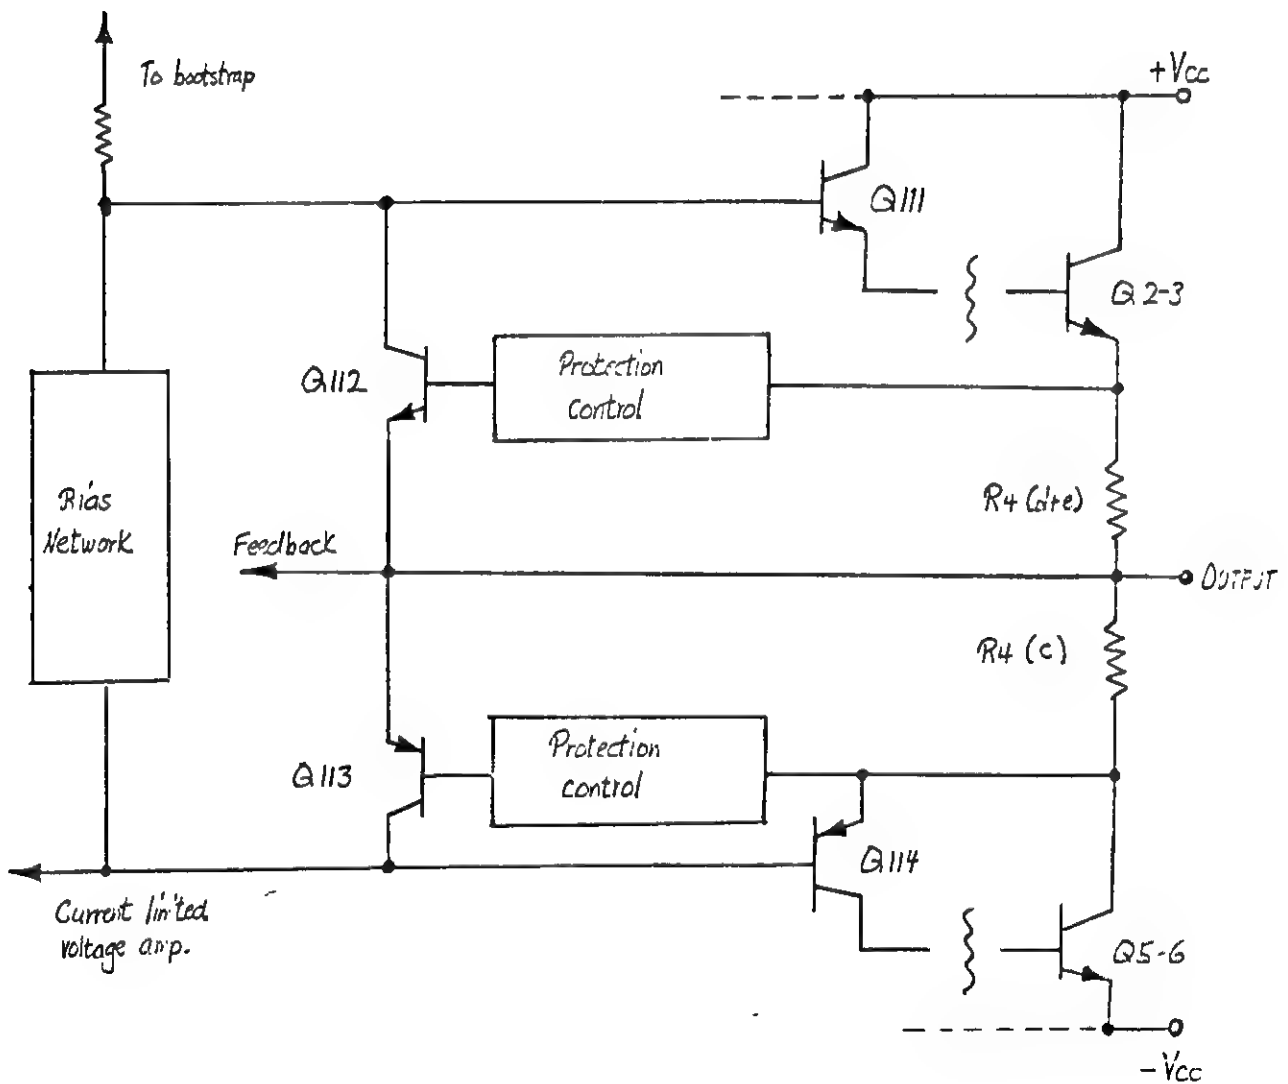 To bootstrap
+Vcc
Q111
Q2-3
Protection
control
Q112
Bias
Network
R4
Feedback
OUTPUT
R4 (c)
Protection
control
Q113
Q114
Current limited
voltage amp.
Q5-6
-Vcc